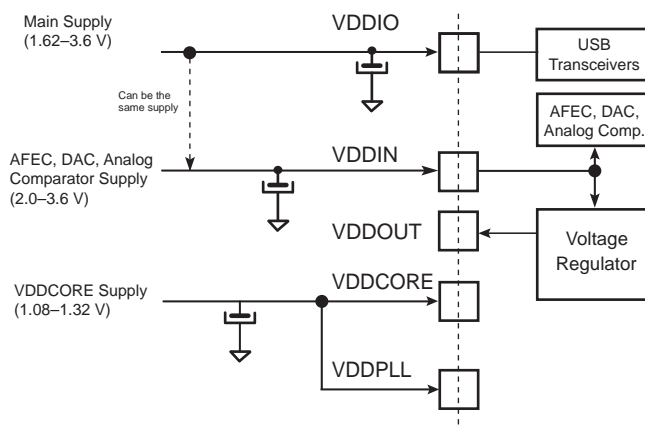 Main Supply
(1.62–3.6 V)
VDDIO
USB
Transceivers
Can be the
same supply
AFEC, DAC,
Analog Comp.
AFEC, DAC, Analog
Comparator Supply
(2.0–3.6 V)
VDDIN
VDDOUT
Voltage
Regulator
VDDCORE Supply
(1.08–1.32 V)
VDDCORE
VDDPLL